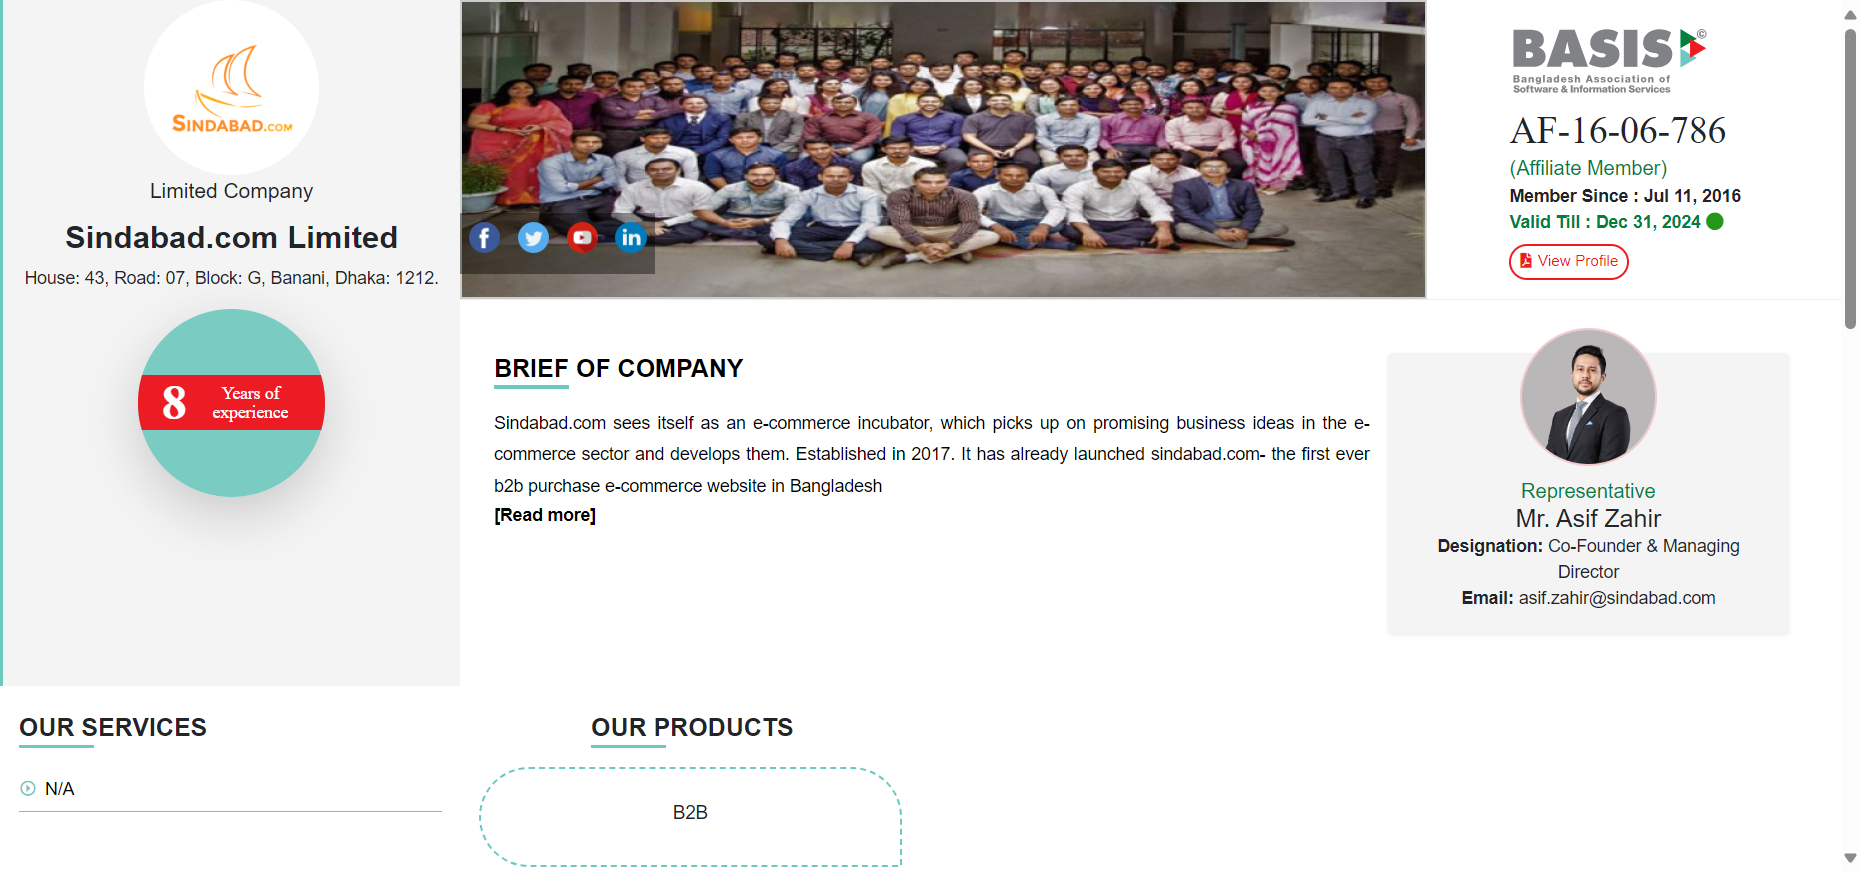 SINDABAD.COM
Limited Company
Sindabad.com Limited
House: 43, Road: 07, Block: G, Banani, Dhaka: 1212.
8 Years of
experience
BASIS ©
Bangladesh Association of
Software & Information Services
AF-16-06-786
(Affiliate Member)
Member Since : Jul 11, 2016
Valid Till : Dec 31, 2024
View Profile
BRIEF OF COMPANY
Sindabad.com sees itself as an e-commerce incubator, which picks up on promising business ideas in the e-
commerce sector and develops them. Established in 2017. It has already launched sindabad.com- the first ever
b2b purchase e-commerce website in Bangladesh
[Read more]
Representative
Mr. Asif Zahir
Designation: Co-Founder & Managing
Director
Email: asif.zahir@sindabad.com
OUR SERVICES
N/A
OUR PRODUCTS
B2B